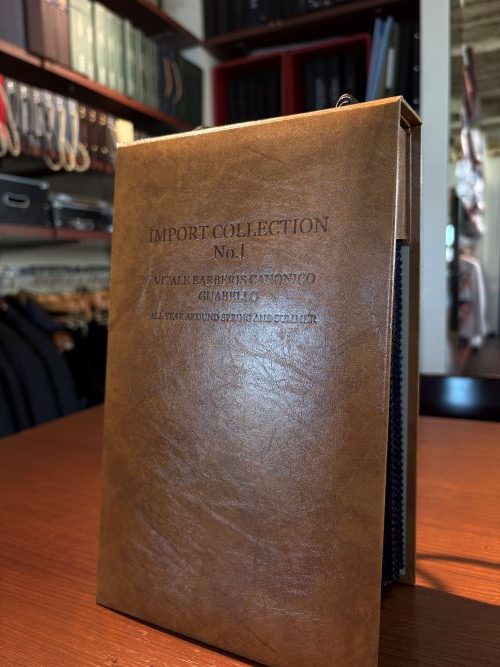 IMPORT COLLECTION
No.1
VITALE BARBERIS CANONICO
GUABELLO
ALL YEAR AROUND SPRING AND SUMMER